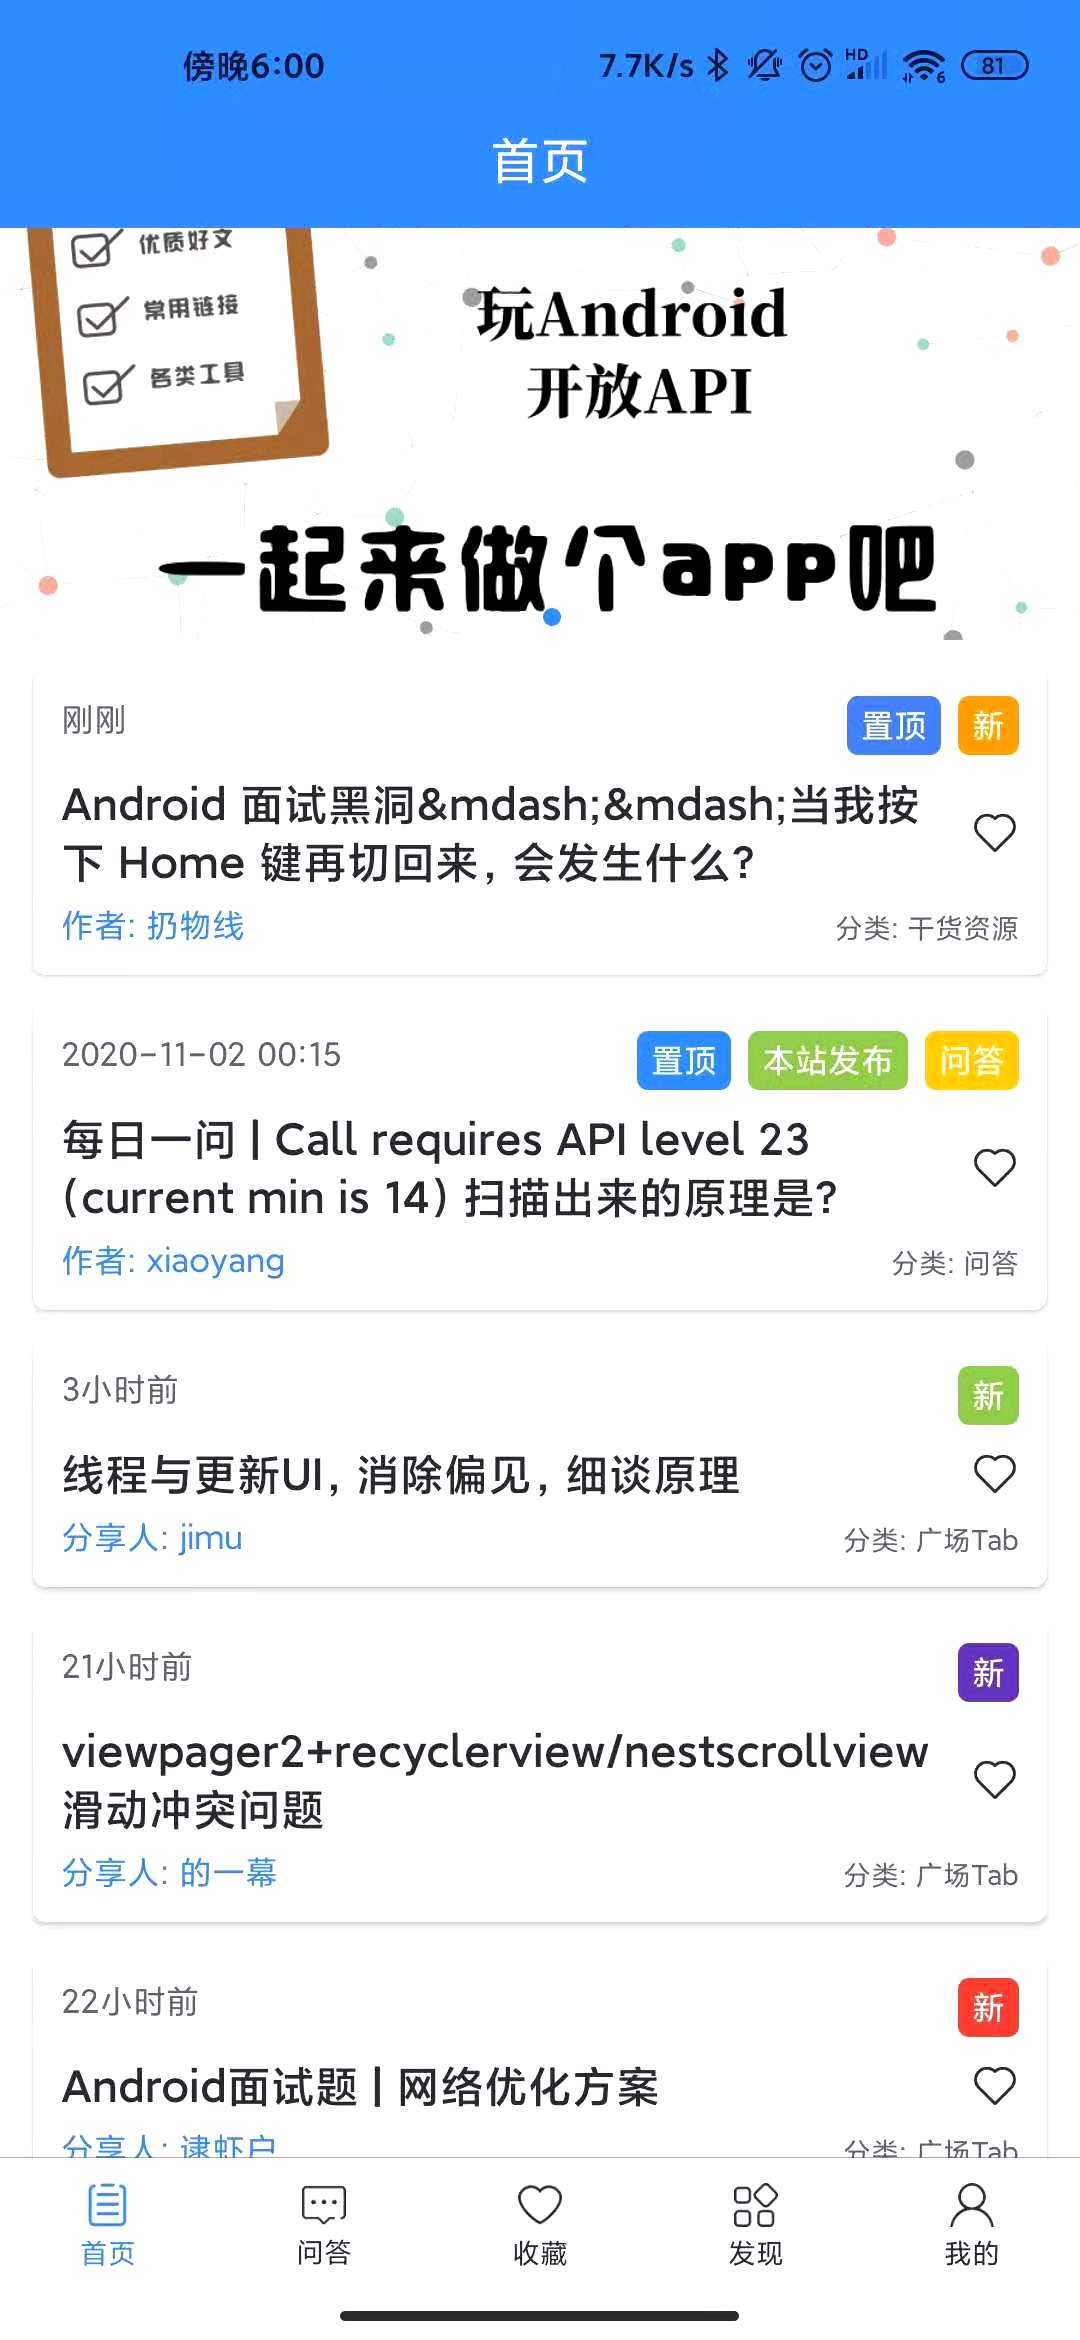 傍晚6:00 7.7K/s HD 6 81
首页
优质好文
常用链接
各类工具
玩Android
开放API
一起来做个app吧
刚刚 置顶 新
Android 面试黑洞&mdash;&mdash;当我按
下 Home 键再切回来, 会发生什么?
作者: 扔物线 分类: 干货资源
2020-11-02 00:15 置顶 本站发布 问答
每日一问 | Call requires API level 23
(current min is 14) 扫描出来的原理是?
作者: xiaoyang 分类: 问答
3小时前 新
线程与更新UI, 消除偏见, 细谈原理
分享人: jimu 分类: 广场Tab
21小时前 新
viewpager2+recyclerview/nestscrollview
滑动冲突问题
分享人: 的一幕 分类: 广场Tab
22小时前 新
Android面试题 | 网络优化方案
分享人: 逮虾户 分类: 广场Tab
首页 问答 收藏 发现 我的